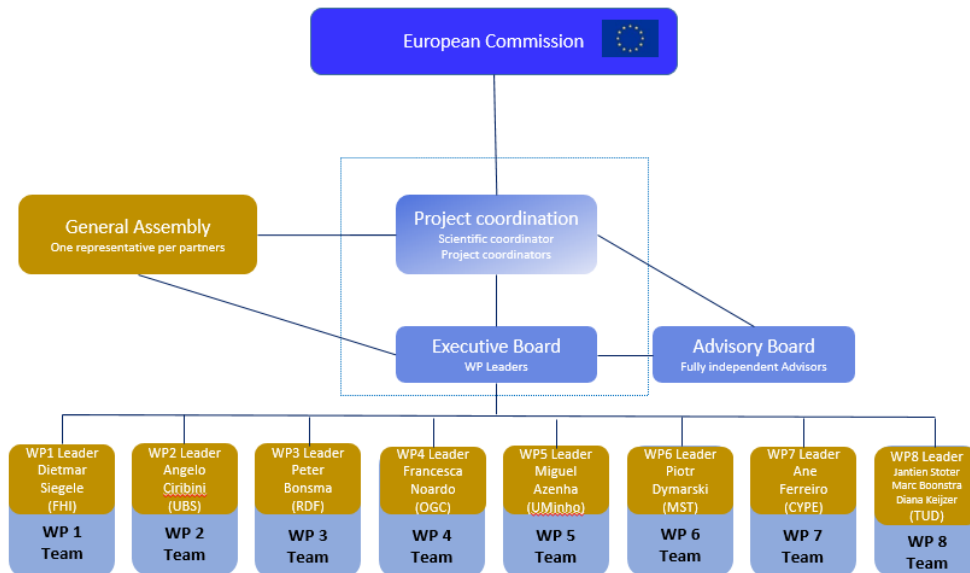 European Commission
Project coordination
Scientific coordinator
Project coordinators
General Assembly
One representative per partners
Executive Board
WP Leaders
Advisory Board
Fully independent Advisors
WP1 Leader
Dietmar
Siegele
(FHI)
WP 1
Team
WP2 Leader
Angelo
Ciribini
(UBS)
WP 2
Team
WP3 Leader
Peter
Bonsma
(RDF)
WP 3
Team
WP4 Leader
Francesca
Noardo
(OGC)
WP 4
Team
WP5 Leader
Miguel
Azenha
(UMinho)
WP 5
Team
WP6 Leader
Piotr
Dymarski
(MST)
WP 6
Team
WP7 Leader
Ane
Ferreiro
(CYPE)
WP 7
Team
WP8 Leader
Jantien Stoter
Marc Boonstra
Diana Keijzer
(TUD)
WP 8
Team